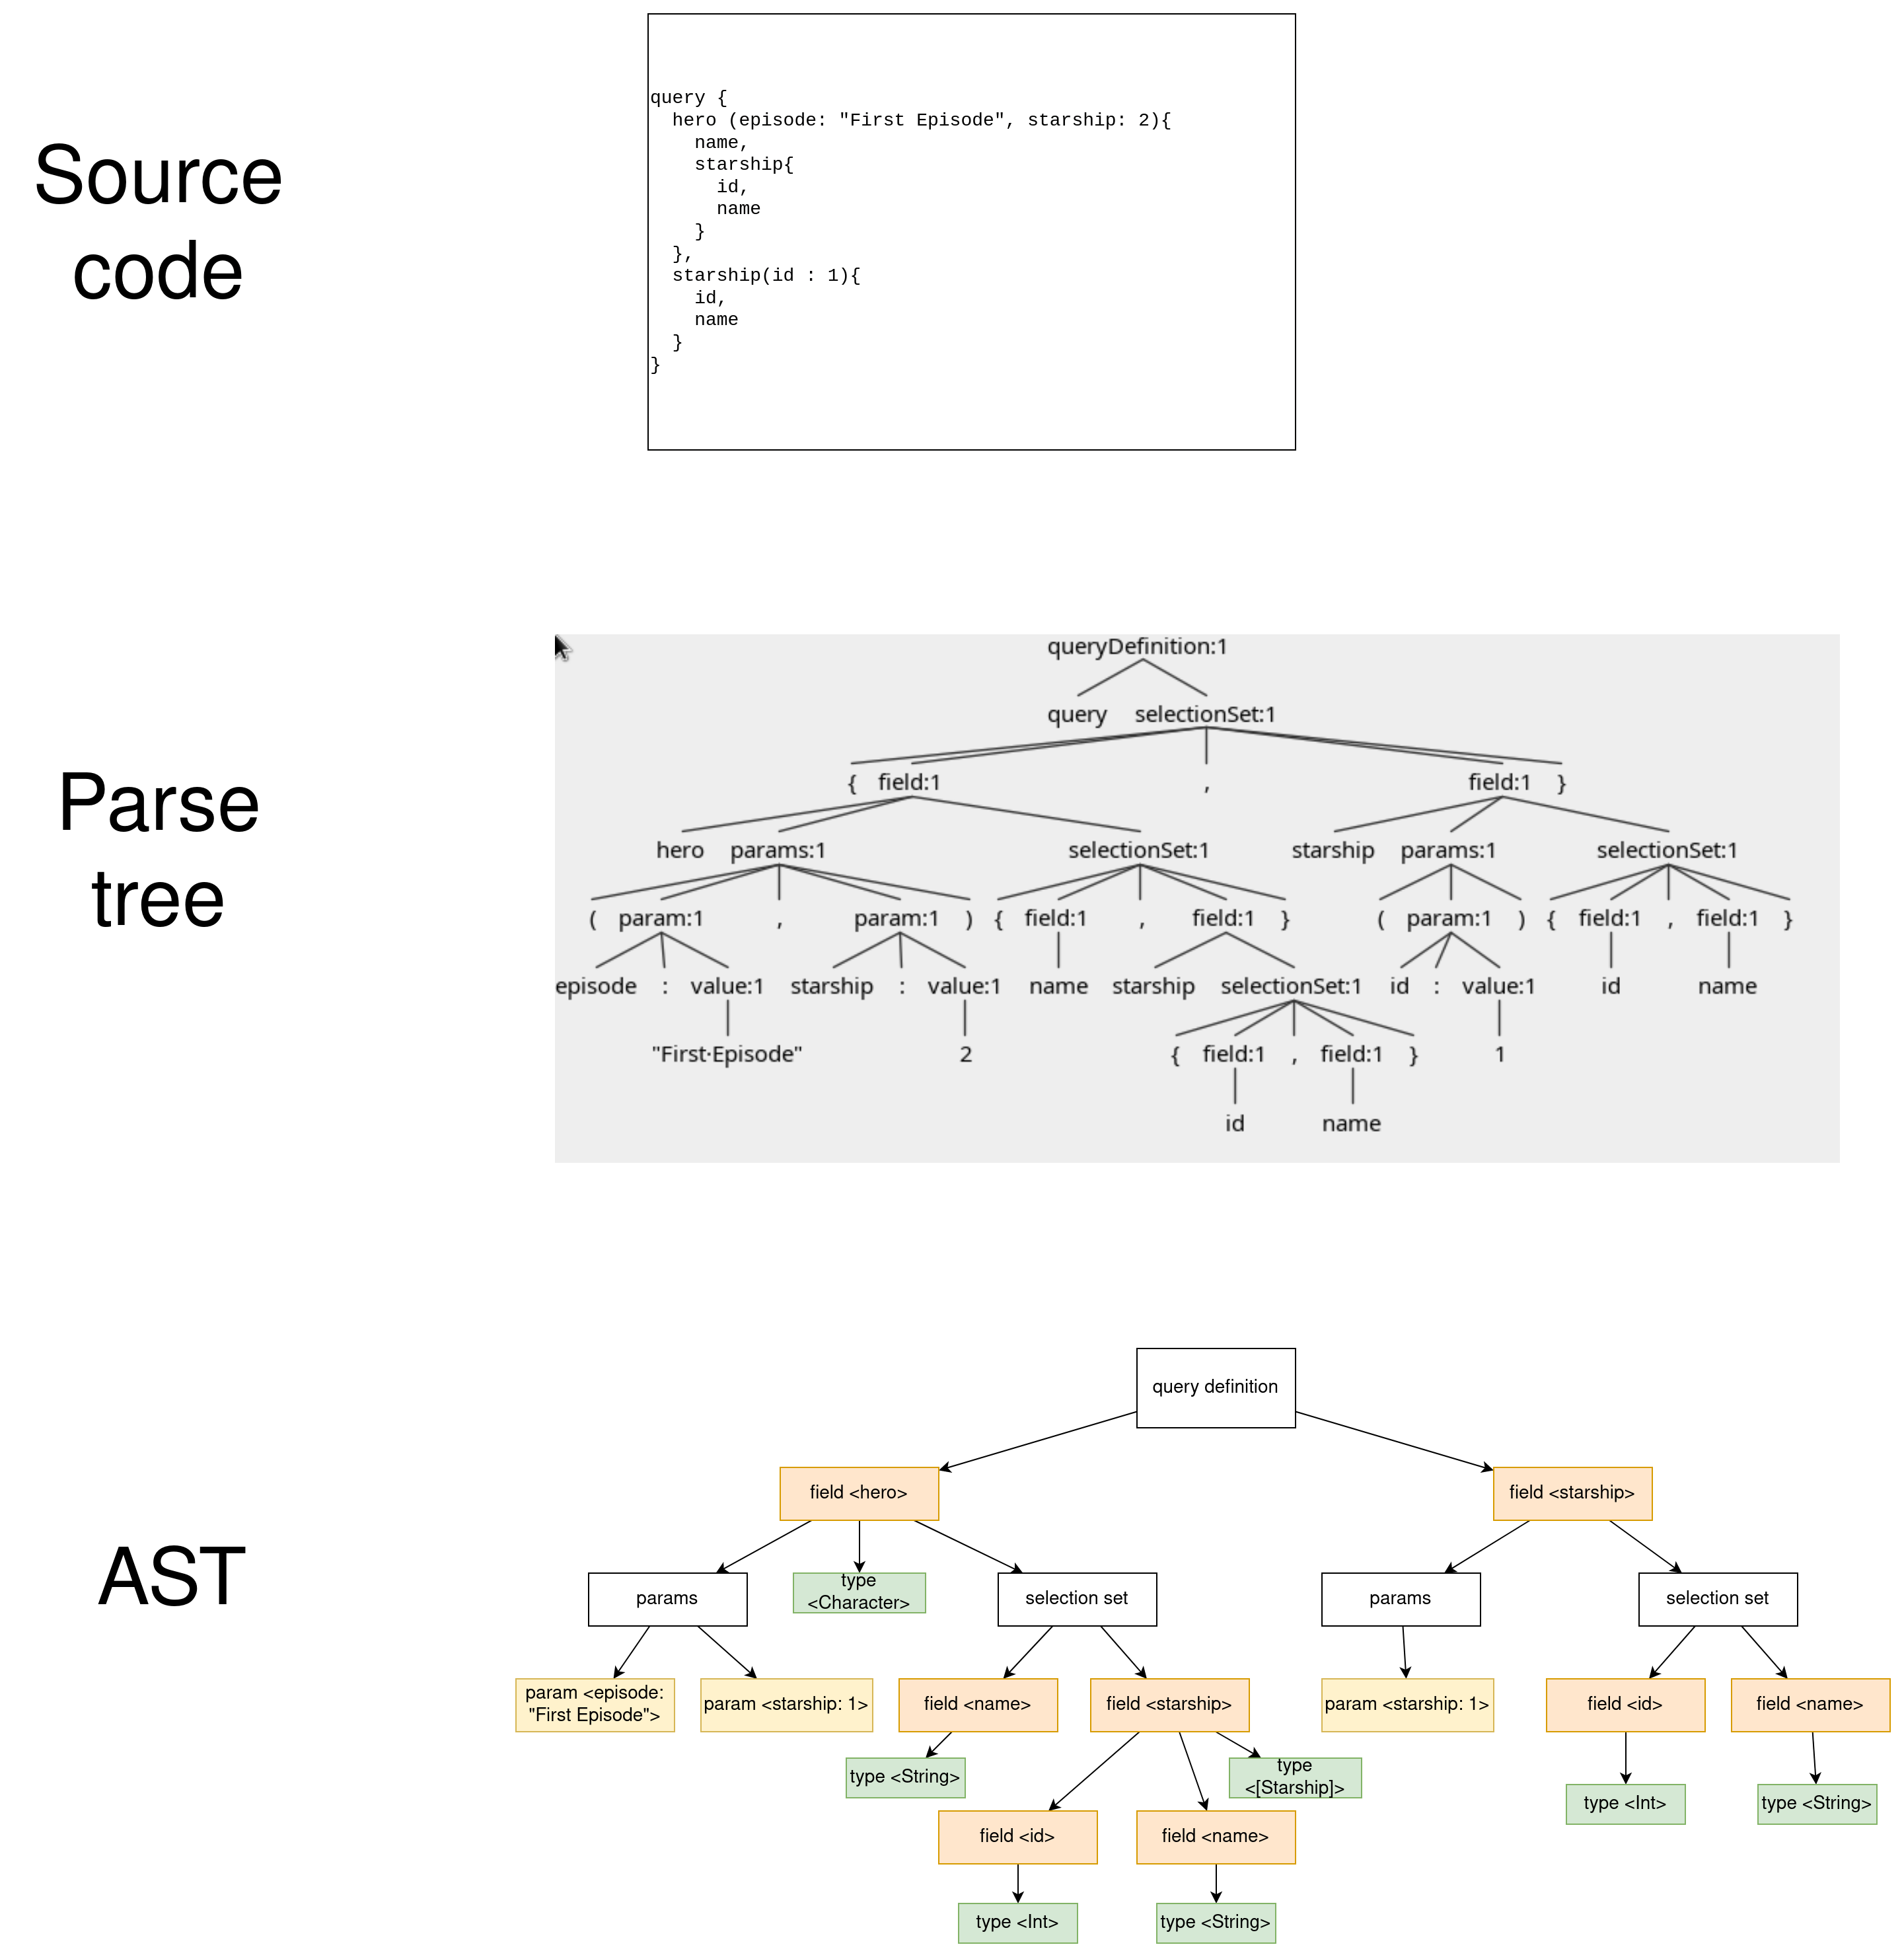 Source
code
query {
  hero (episode: "First Episode", starship: 2){
    name,
    starship{
      id,
      name
    }
  },
  starship(id : 1){
    id,
    name
  }
}
Parse
tree
queryDefinition:1
query selectionSet:1
{ field:1 , field:1 }
hero params:1 selectionSet:1 starship params:1 selectionSet:1
( param:1 , param:1 ) { field:1 , field:1 } ( param:1 ) { field:1 , field:1 }
episode : value:1 starship : value:1 name starship selectionSet:1 id : value:1 id name
"First·Episode" 2 { field:1 , field:1 } 1
id name
AST
query definition
field <hero>
field <starship>
params
type
<Character>
selection set
params
selection set
param <episode:
"First Episode">
param <starship: 1>
field <name>
field <starship>
param <starship: 1>
field <id>
field <name>
type <String>
type
<[Starship]>
type <Int>
type <String>
field <id>
field <name>
type <Int>
type <String>